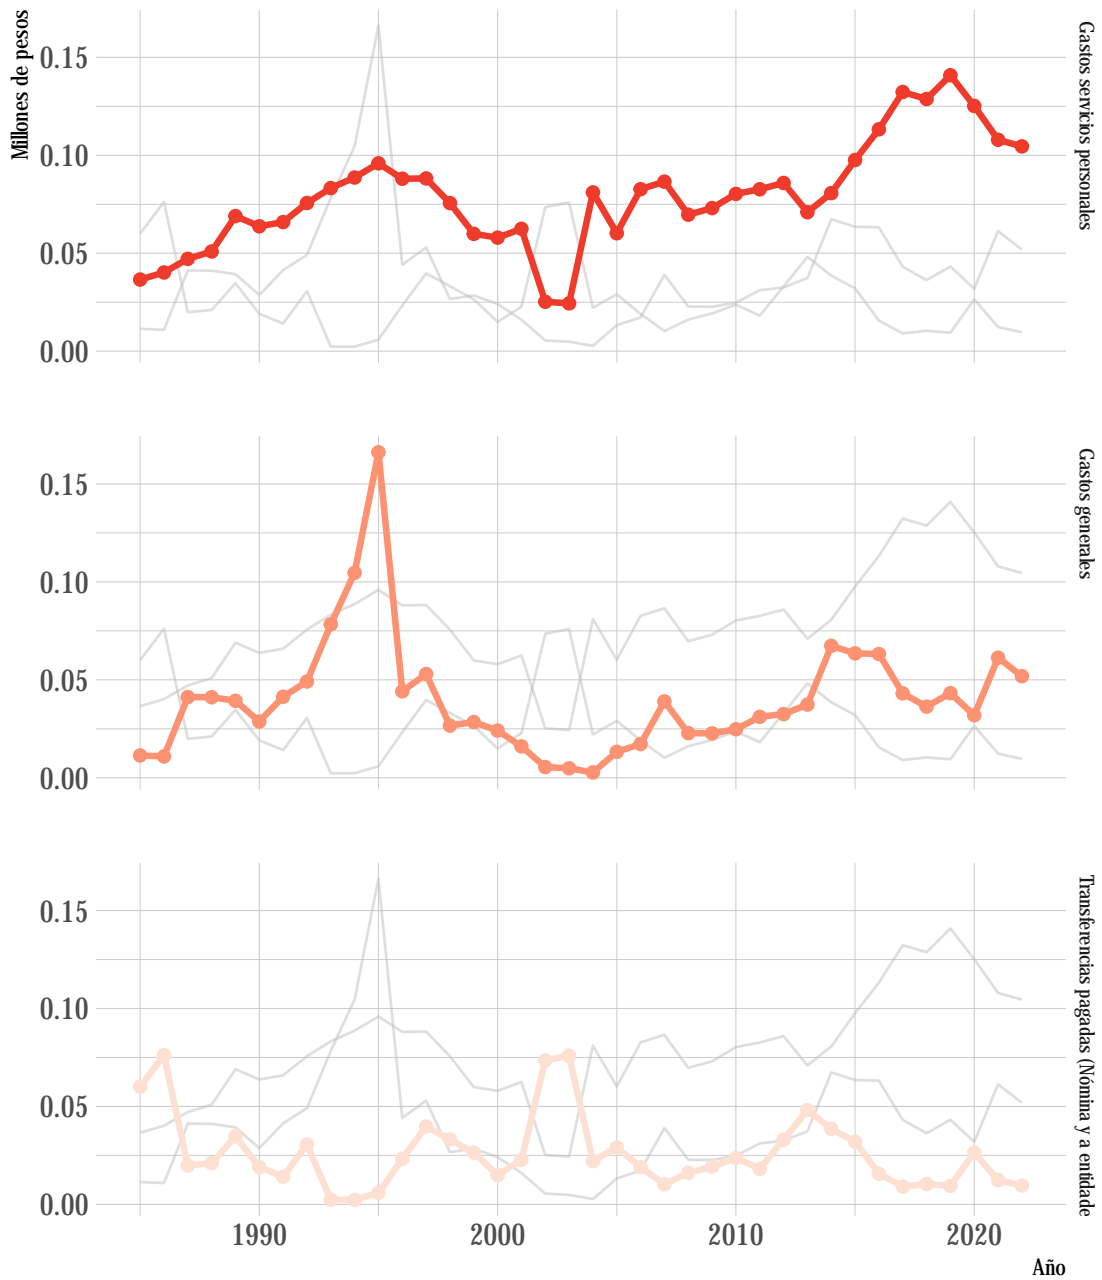 Millones de pesos
0.15
0.10
0.05
0.00
Gastos servicios personales
0.15
0.10
0.05
0.00
Gastos generales
0.15
0.10
0.05
0.00
Transferencias pagadas (Nómina y a entidade
1990 2000 2010 2020
Año